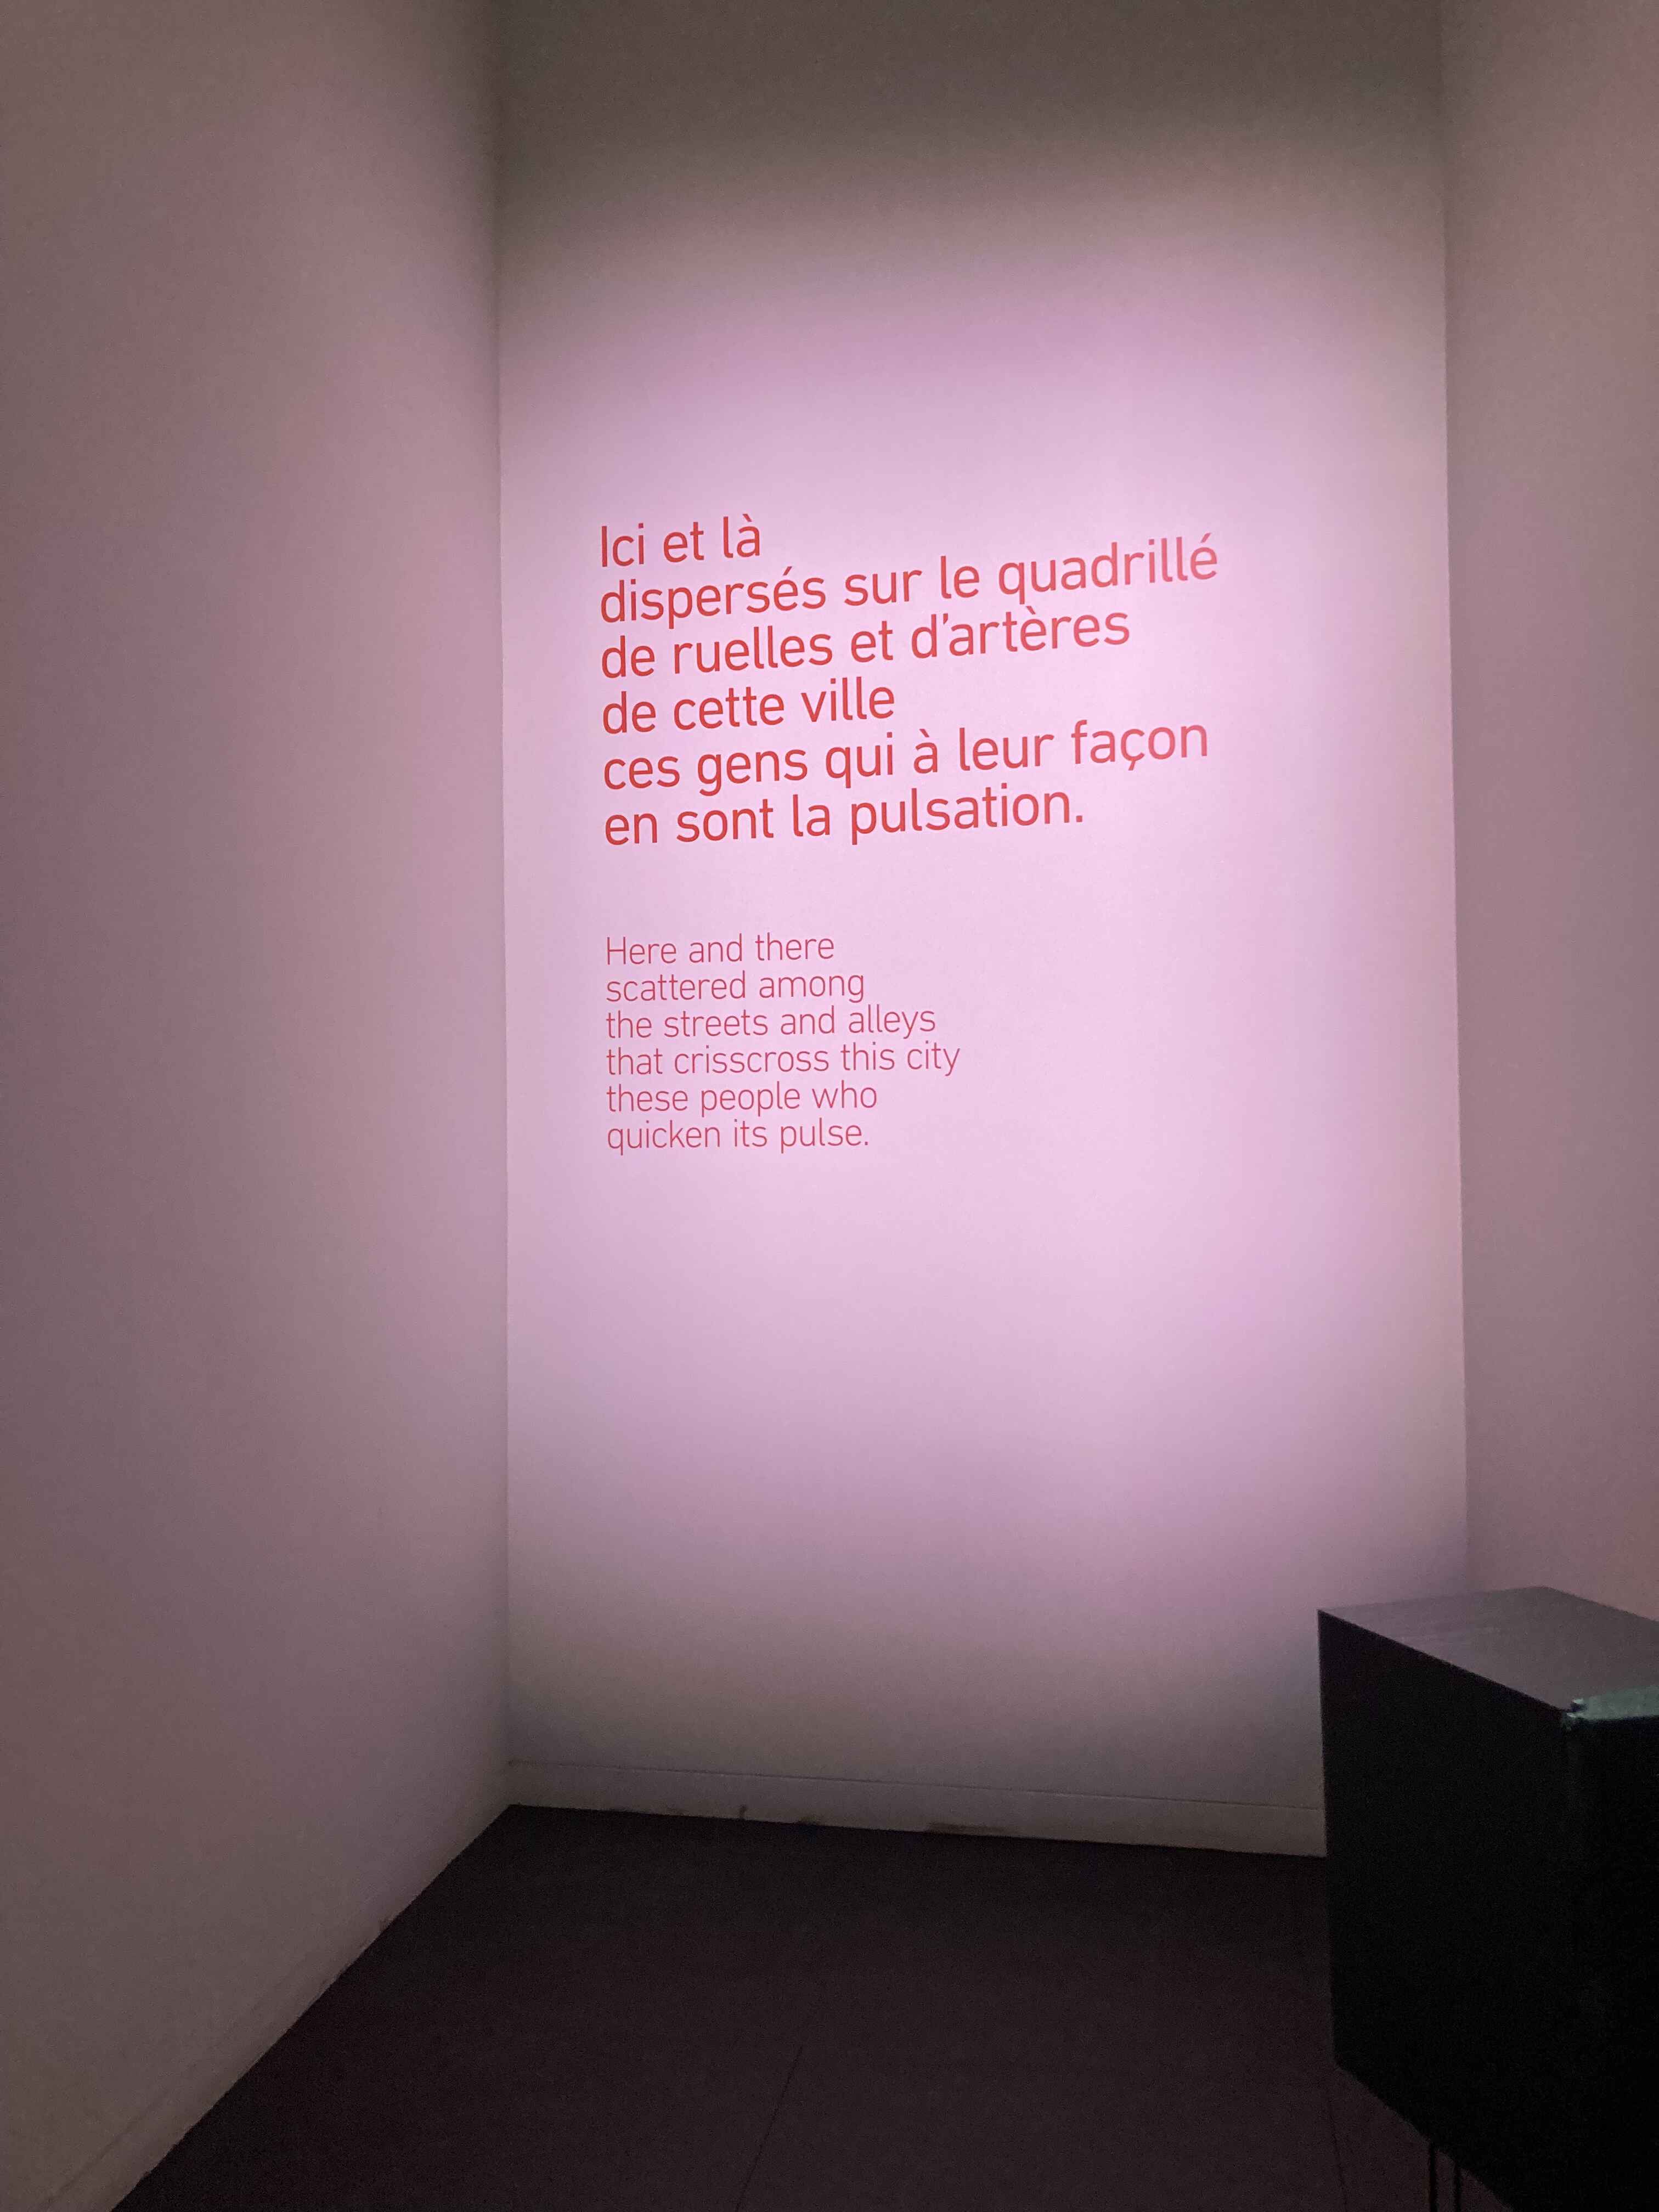 Ici et là
dispersés sur le quadrillé
de ruelles et d’artères
de cette ville
ces gens qui à leur façon
en sont la pulsation.
Here and there
scattered among
the streets and alleys
that crisscross this city
these people who
quicken its pulse.